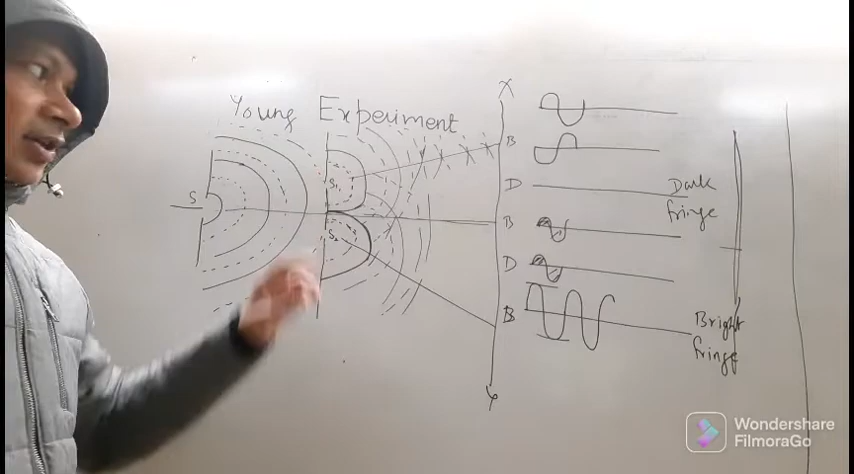 Young Experiment
X
S
S₁
S₂
B
D
B
D
B
Y
Dark
fringe
Bright
fringe
Wondershare
FilmoraGo